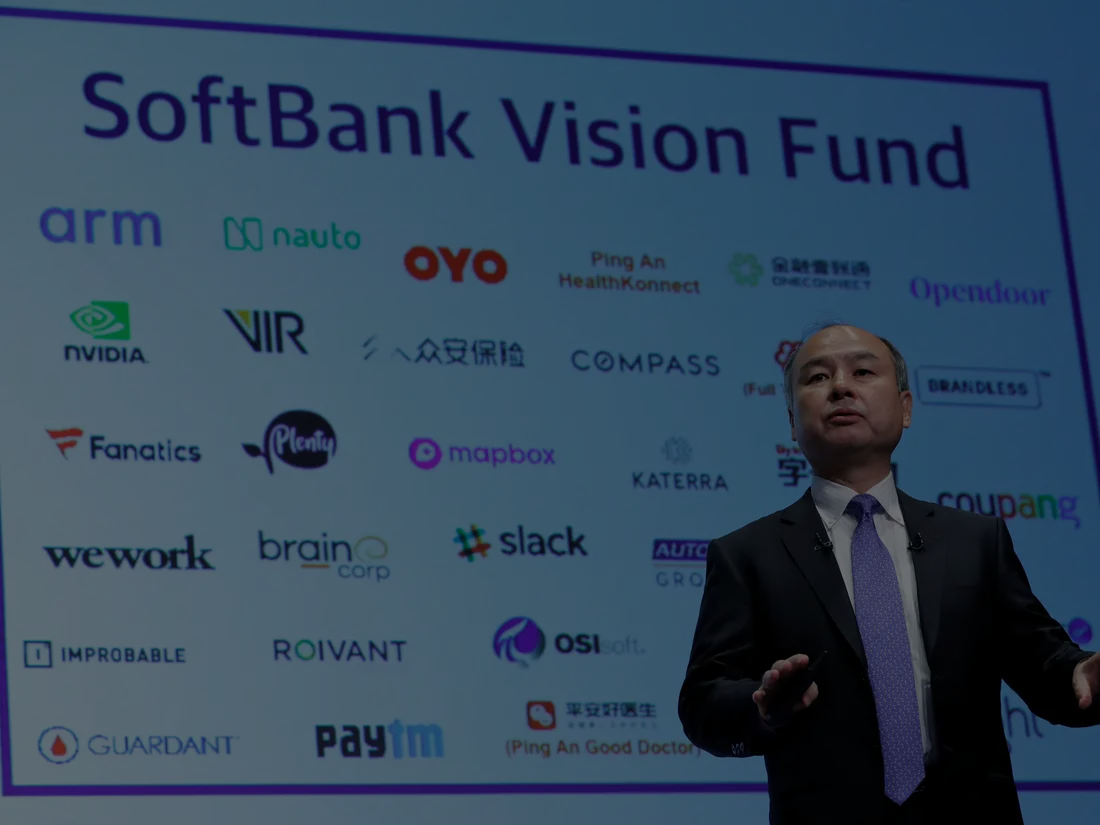 SoftBank Vision Fund
arm
nauto
OYO
Ping An
HealthKonnect
金融壹账通
ONECONNECT
Opendoor
NVIDIA
VIR
众安保险
COMPASS
(Full
BRANDLESS
Fanatics
Plenty
mapbox
KATERRA
字
coupang
wework
brain
corp
slack
AUTO
GRO
IMPROBABLE
ROIVANT
OSIsoft.
GUARDANT
paytm
平安好医生
(Ping An Good Doctor)